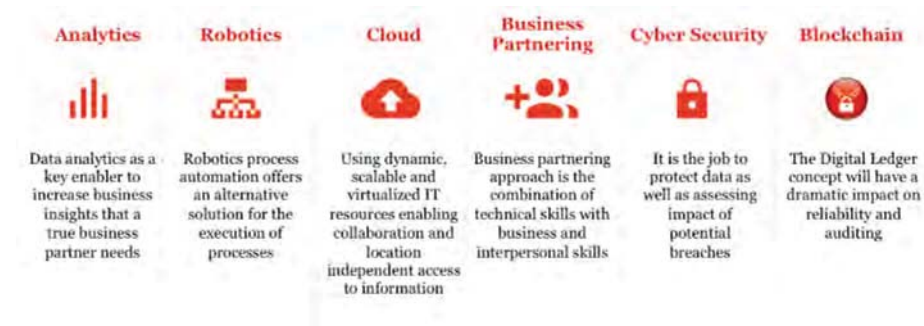 Analytics
Data analytics as a
key enabler to
increase business
insights that a
true business
partner needs
Robotics
Robotics process
automation offers
an alternative
solution for the
execution of
processes
Cloud
Using dynamic,
scalable and
virtualized IT
resources enabling
collaboration and
location
independent access
to information
Business
Partnering
Business partnering
approach is the
combination of
technical skills with
business and
interpersonal skills
Cyber Security
It is the job to
protect data as
well as assessing
impact of
potential
breaches
Blockchain
The Digital Ledger
concept will have a
dramatic impact on
reliability and
auditing